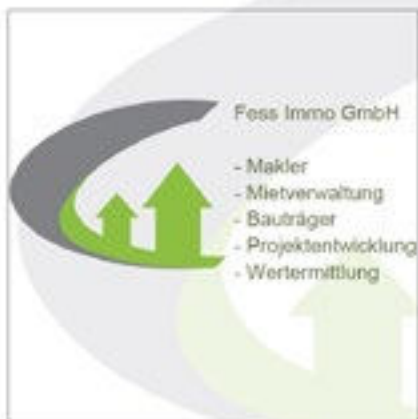 Fess Immo GmbH
- Makler
- Mietverwaltung
- Bauträger
- Projektentwicklung
- Wertermittlung